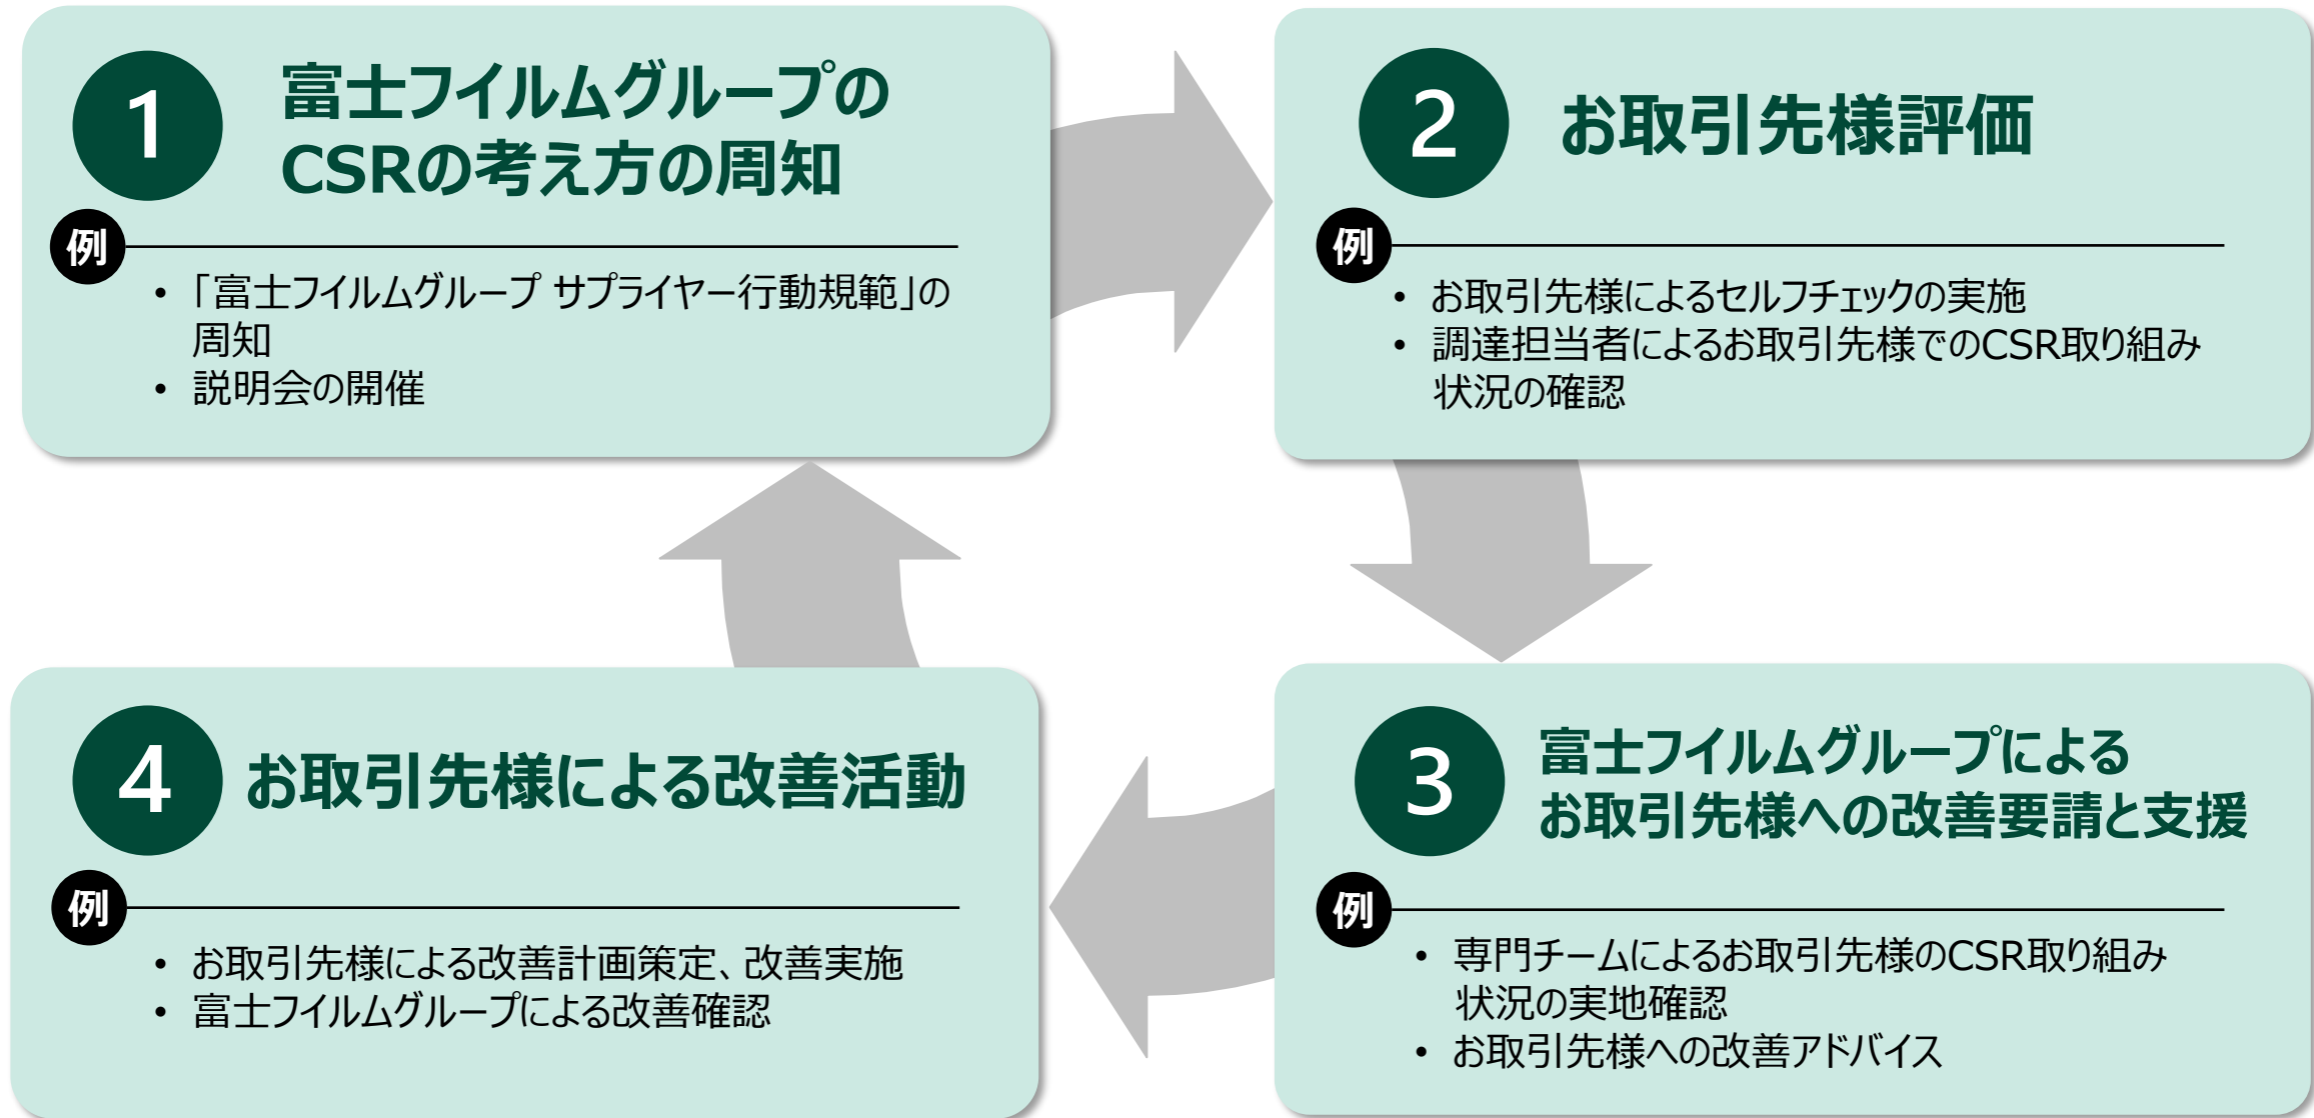 1
富士フイルムグループの
CSRの考え方の周知
例
• 「富士フイルムグループ サプライヤー行動規範」の
周知
• 説明会の開催
2
お取引先様評価
例
• お取引先様によるセルフチェックの実施
• 調達担当者によるお取引先様でのCSR取り組み
状況の確認
3
富士フイルムグループによる
お取引先様への改善要請と支援
例
• 専門チームによるお取引先様のCSR取り組み
状況の実地確認
• お取引先様への改善アドバイス
4
お取引先様による改善活動
例
• お取引先様による改善計画策定、改善実施
• 富士フイルムグループによる改善確認